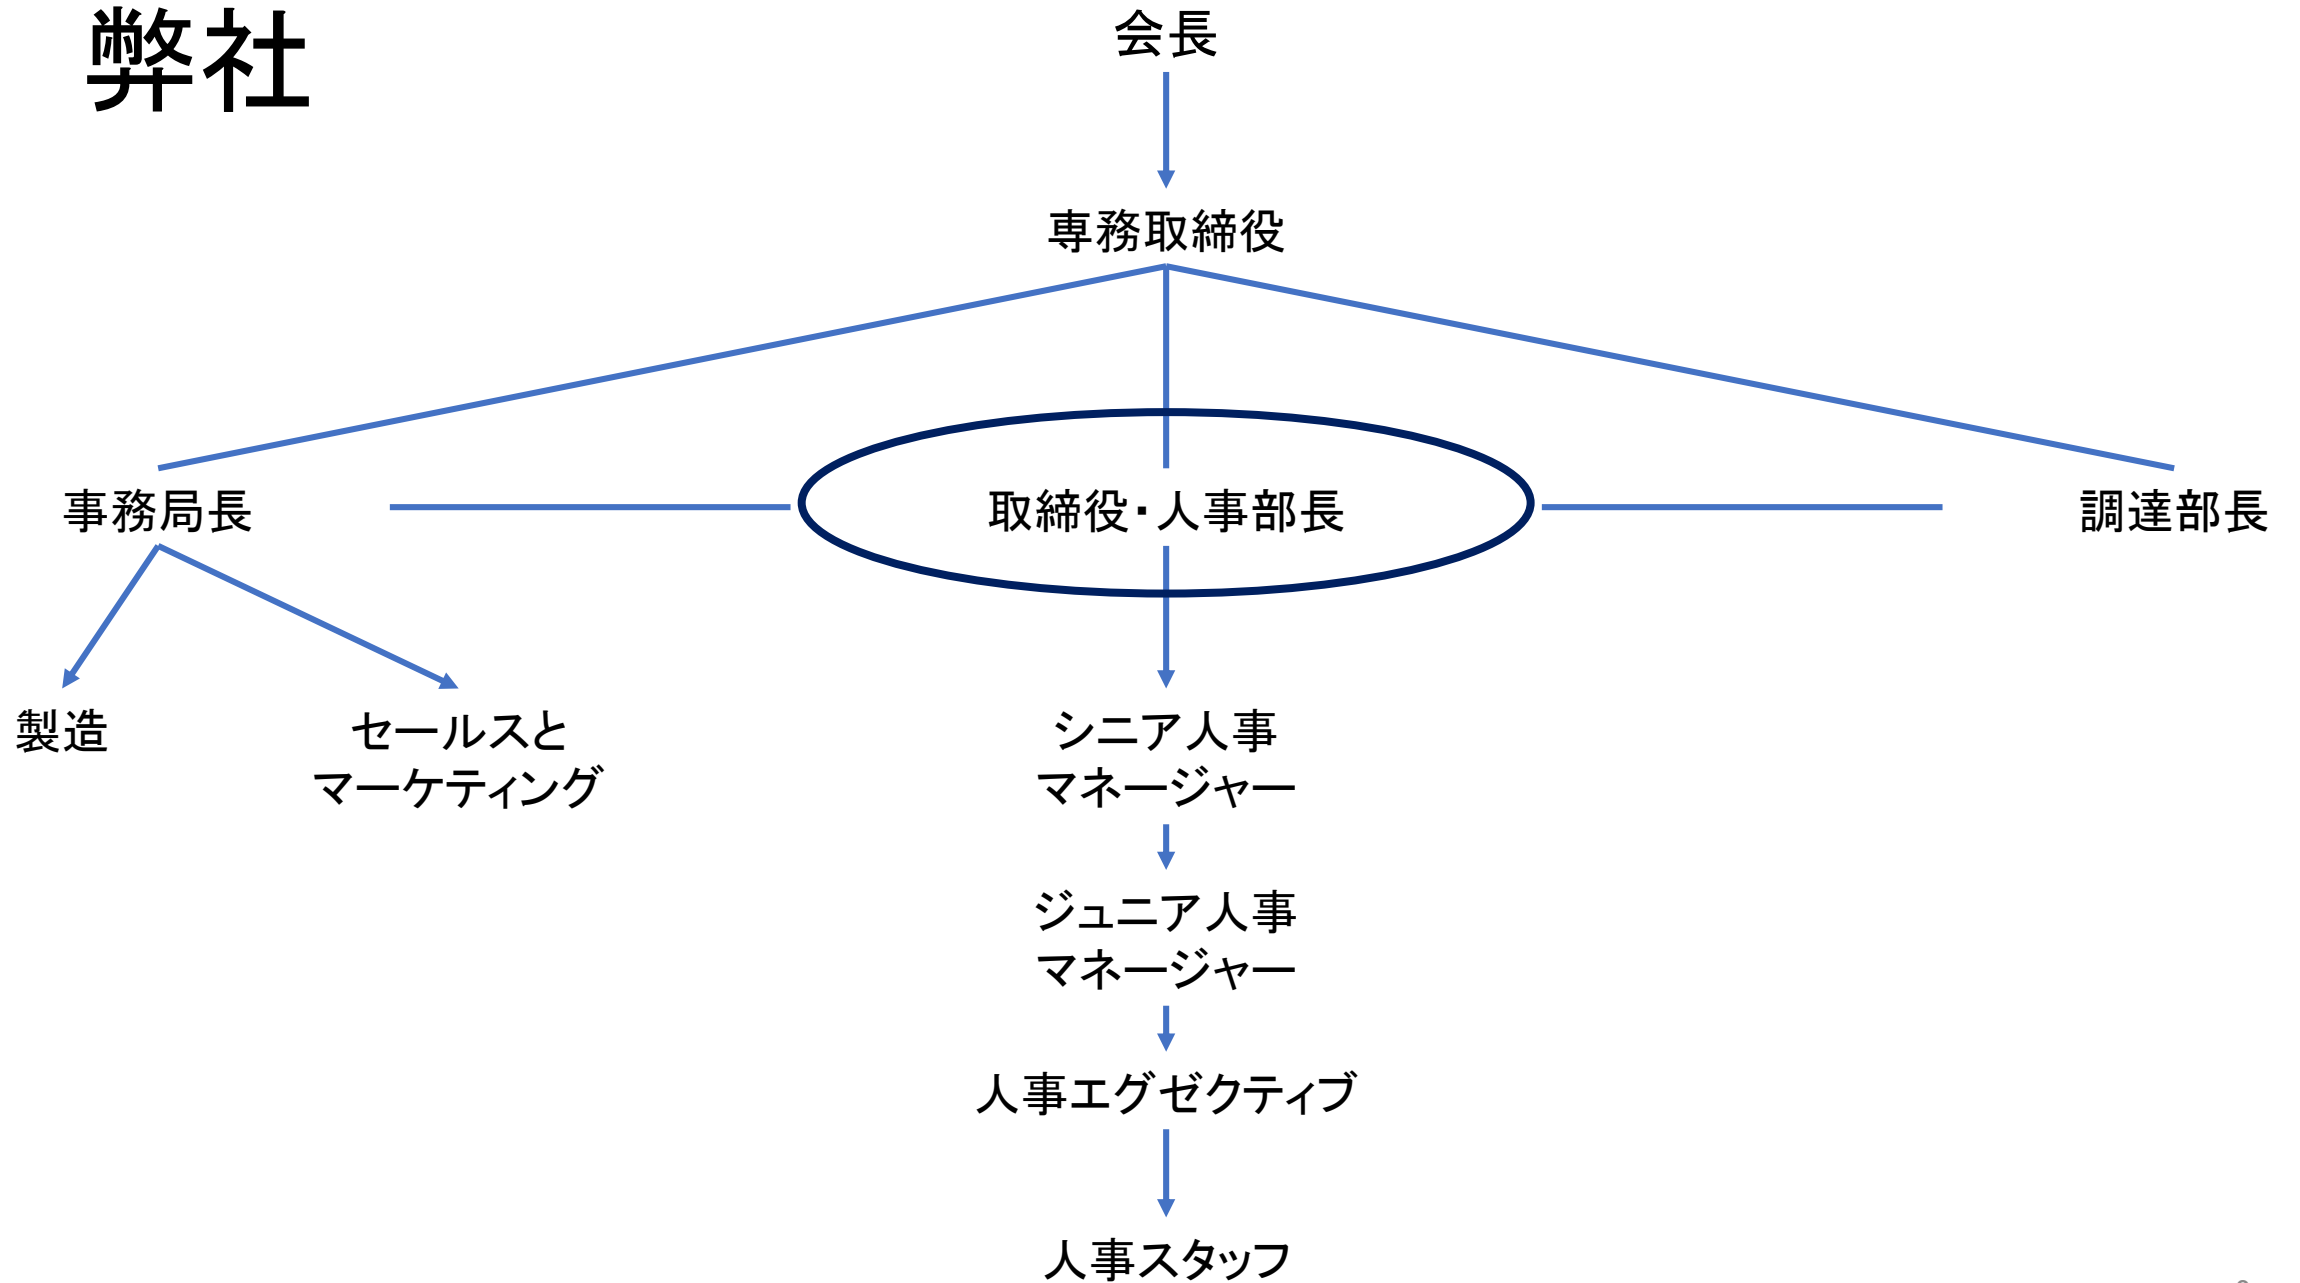 弊社
会長
専務取締役
事務局長
取締役・人事部長
調達部長
製造
セールスと
マーケティング
シニア人事
マネージャー
ジュニア人事
マネージャー
人事エグゼクティブ
人事スタッフ